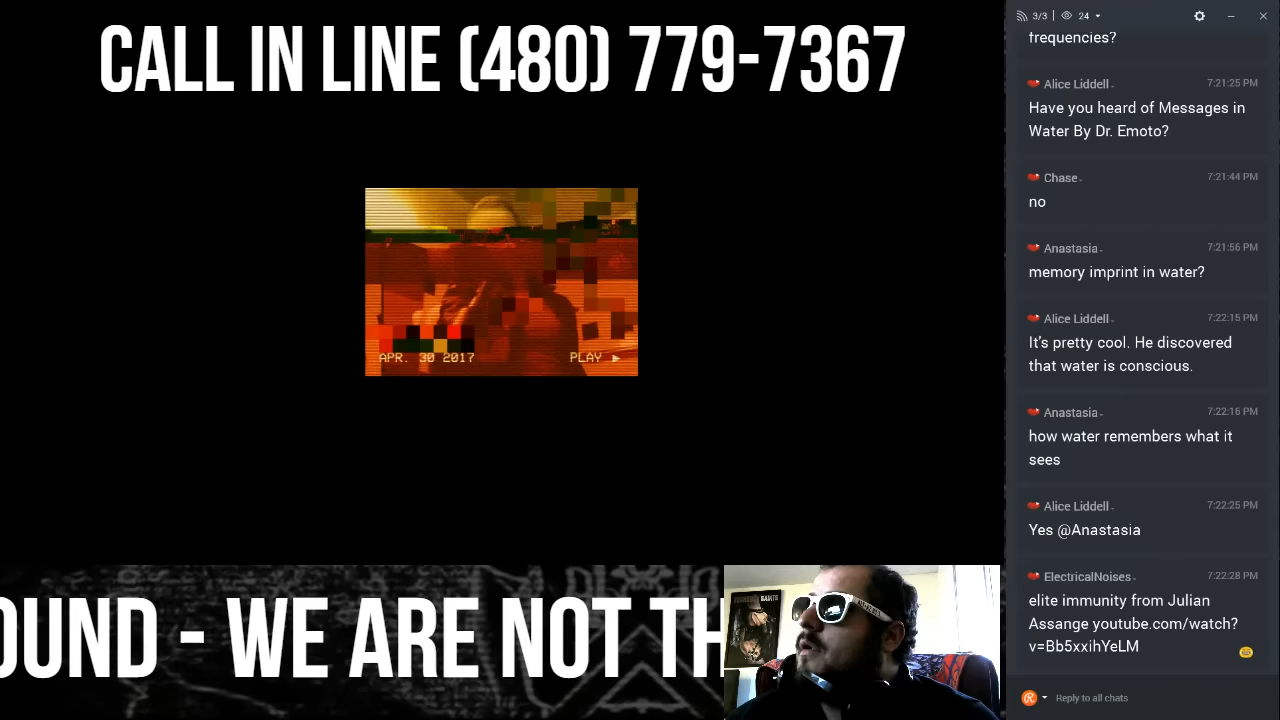 CALL IN LINE (480) 779-7367
APR. 30 2017 PLAY
OUND - WE ARE NOT TH
3/3 24
frequencies?
Alice Liddell 7:21:25 PM
Have you heard of Messages in
Water By Dr. Emoto?
Chase 7:21:44 PM
no
Anastasia 7:21:56 PM
memory imprint in water?
Alice Liddell 7:22:15 PM
It's pretty cool. He discovered
that water is conscious.
Anastasia 7:22:16 PM
how water remembers what it
sees
Alice Liddell 7:22:25 PM
Yes @Anastasia
ElectricalNoises 7:22:28 PM
elite immunity from Julian
Assange youtube.com/watch?
v=Bb5xxihYeLM
Reply to all chats